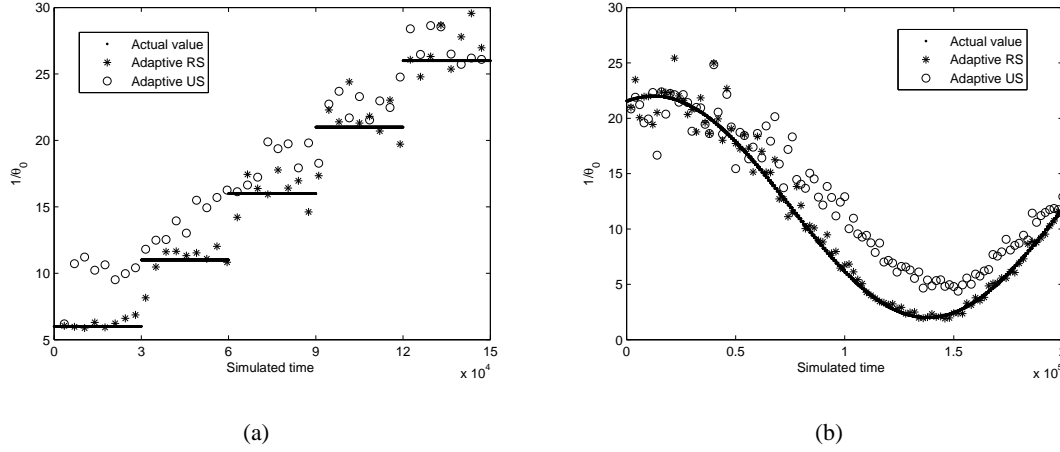 30
25
20
15
10
5
1/θ0
Actual value
Adaptive RS
Adaptive US
0
3
6
9
12
15
Simulated time
x 10^4
(a)
30
25
20
15
10
5
0
1/θ0
Actual value
Adaptive RS
Adaptive US
0
0.5
1
1.5
Simulated time
(b)